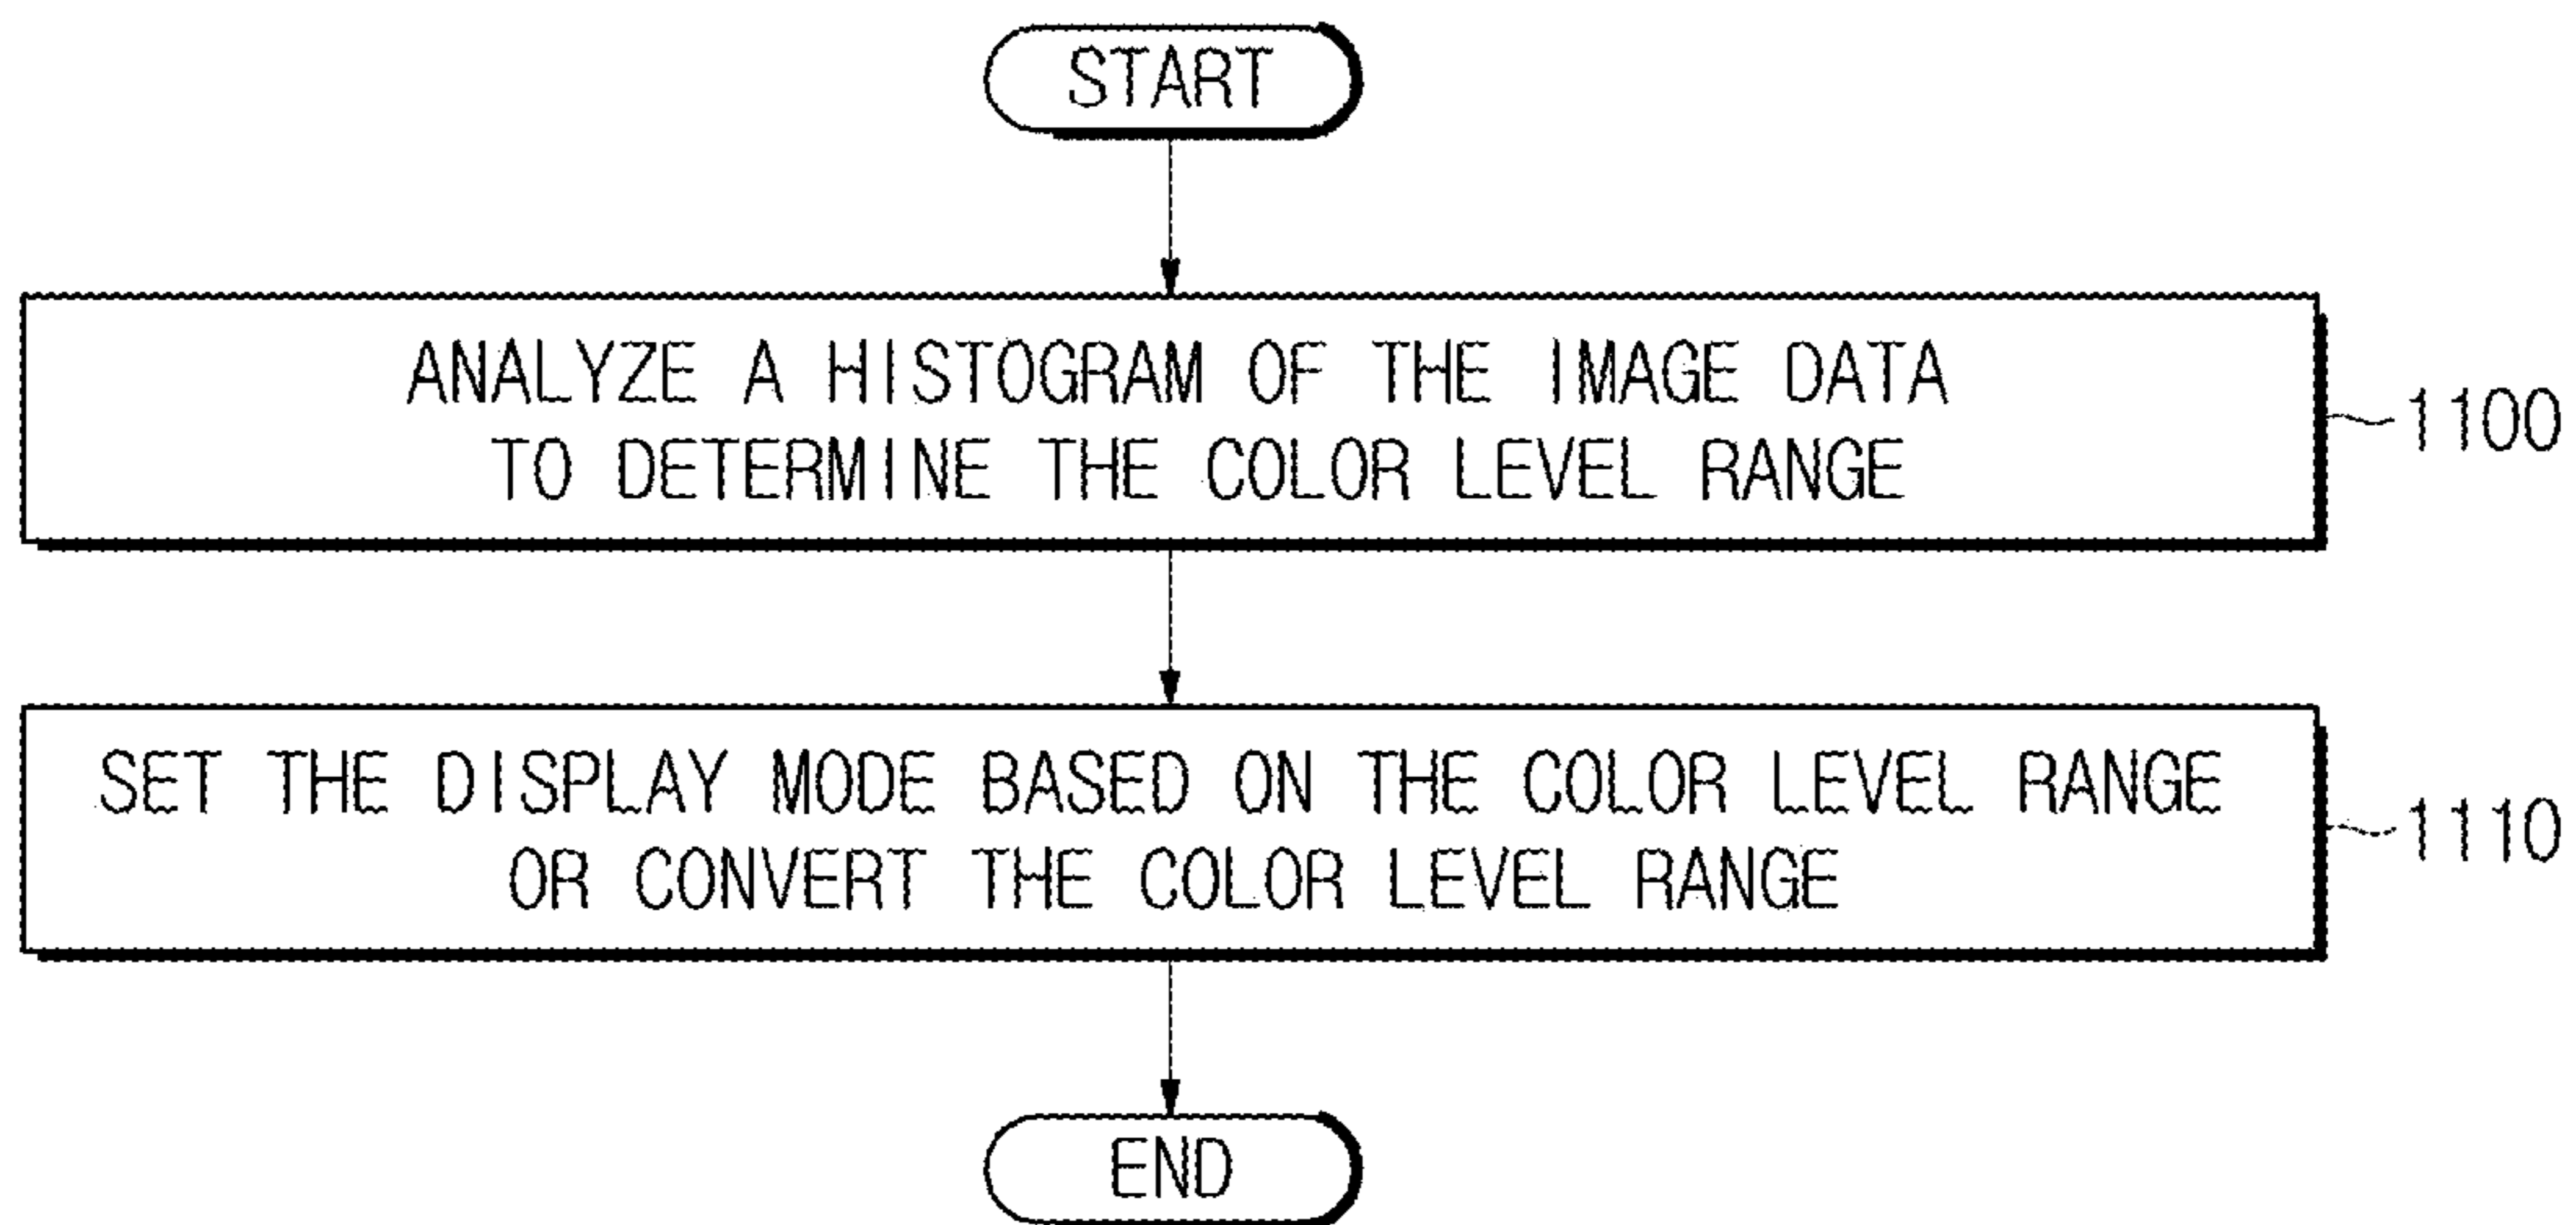 START
ANALYZE A HISTOGRAM OF THE IMAGE DATA
TO DETERMINE THE COLOR LEVEL RANGE
1100
SET THE DISPLAY MODE BASED ON THE COLOR LEVEL RANGE
OR CONVERT THE COLOR LEVEL RANGE
1110
END